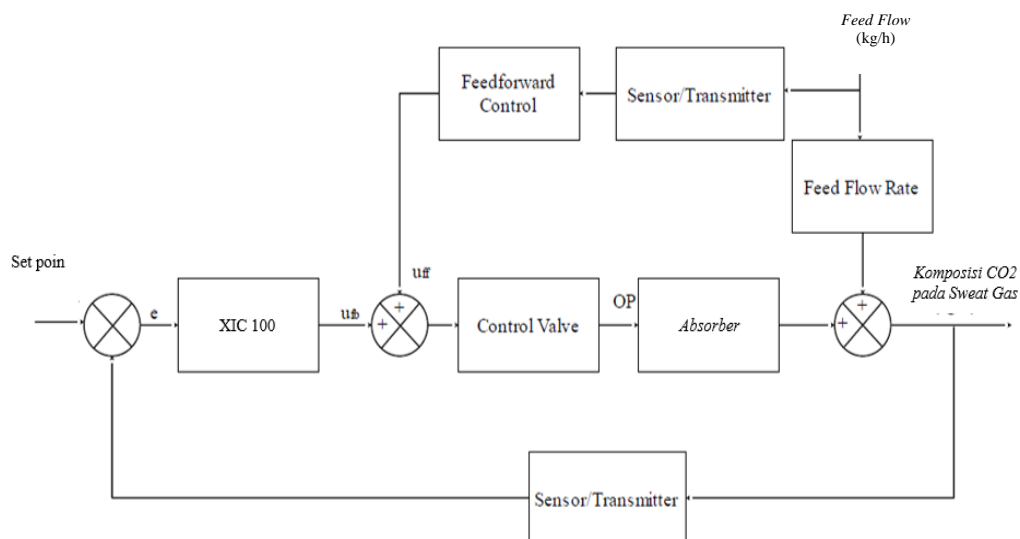 Feed Flow
(kg/h)
Feedforward
Control
Sensor/Transmitter
Feed Flow Rate
Set poin
uff
Komposisi CO2
pada Sweat Gas
e
XIC 100
ufb
+
+
Control Valve
OP
Absorber
+
+
Sensor/Transmitter